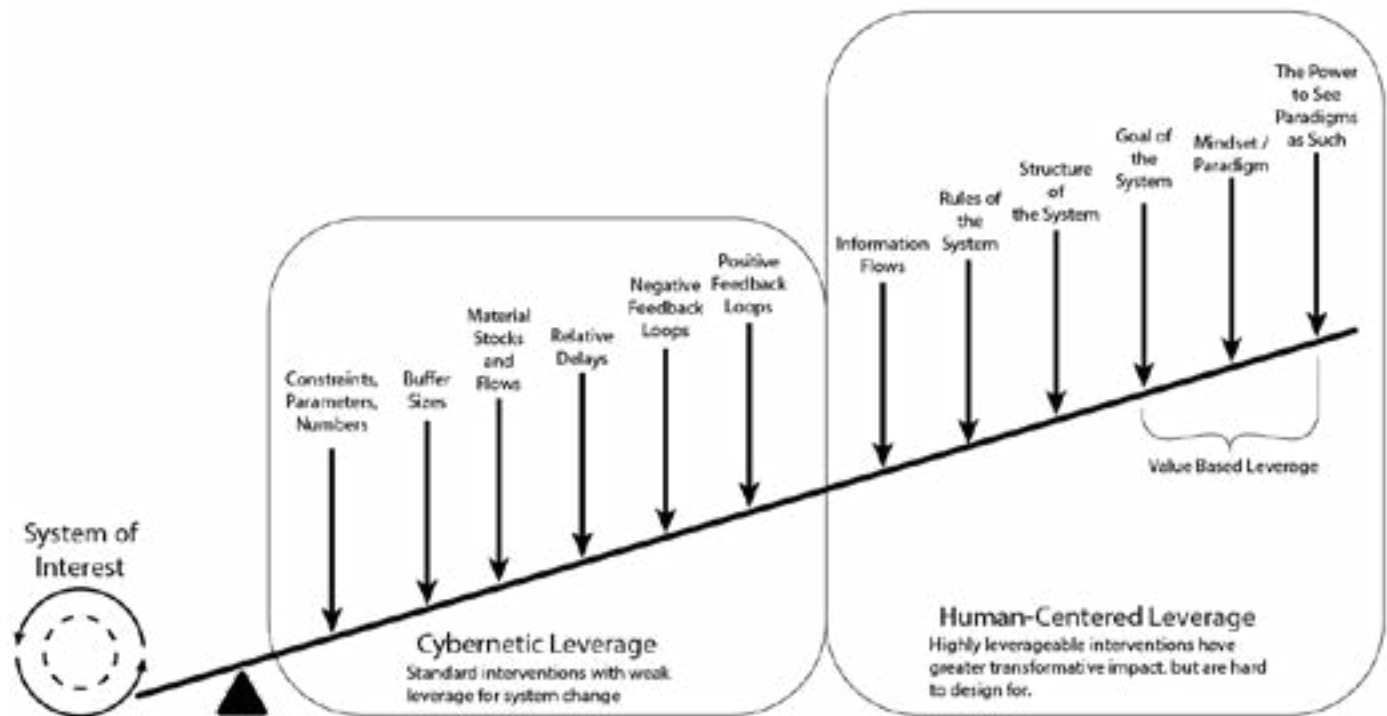 System of
Interest
Constraints,
Parameters,
Numbers
Buffer
Sizes
Material
Stocks
and
Flows
Relative
Delays
Negative
Feedback
Loops
Positive
Feedback
Loops
Cybernetic Leverage
Standard interventions with weak
leverage for system change
Information
Flows
Rules of
the
System
Structure
of
the System
Goal of
the
System
Mindset /
Paradigm
The Power
to See
Paradigms
as Such
Value Based Leverage
Human-Centered Leverage
Highly leverageable interventions have
greater transformative impact, but are hard
to design for.